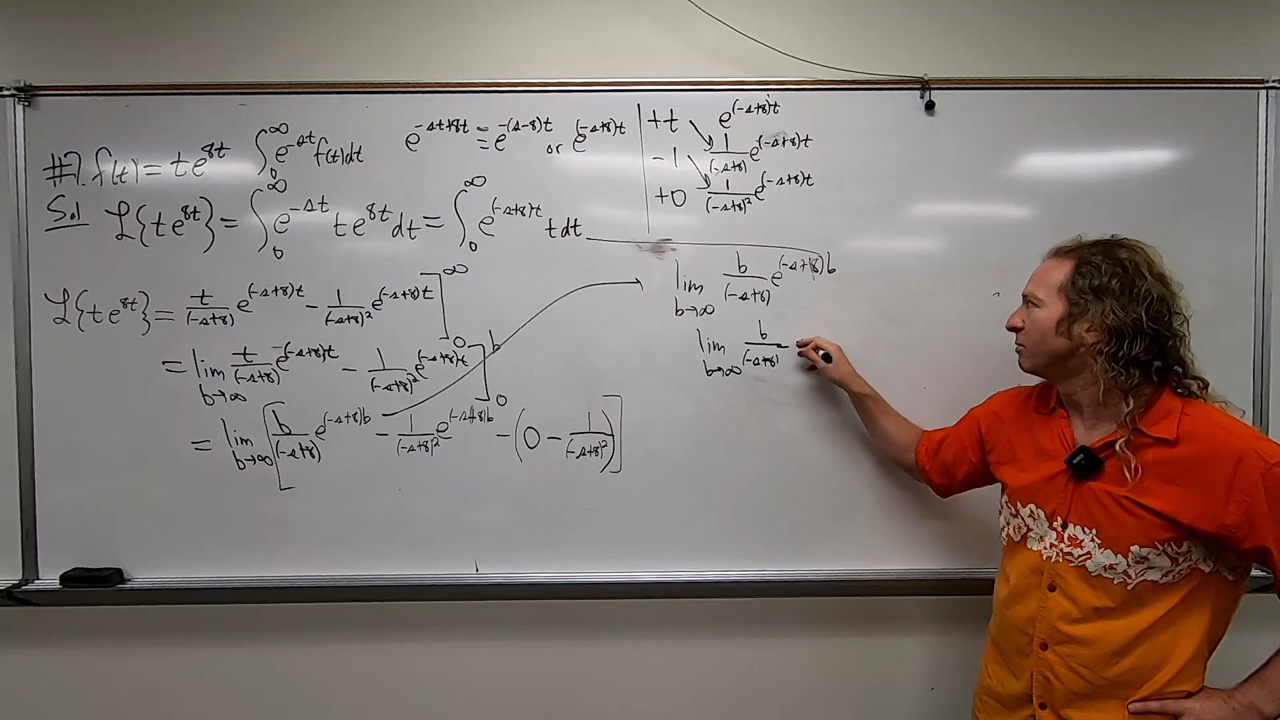 #7. f(t) = te^{8t} ∫_0^∞ e^{-st} f(t)dt e^{-st+8t} = e^{-(s-8)t} or e^{(-s+8)t}
5.1 ℒ{te^{8t}} = ∫_0^∞ e^{-st} te^{8t} dt = ∫_0^∞ e^{(-s+8)t} t dt
ℒ{te^{8t}} = t/(-s+8) e^{(-s+8)t} - 1/(-s+8)^2 e^{(-s+8)t} ]_0^∞
= lim_{b→∞} t/(-s+8) e^{(-s+8)t} - 1/(-s+8)^2 e^{(-s+8)t} ]_0^b
= lim_{b→∞} [ b/(-s+8) e^{(-s+8)b} - 1/(-s+8)^2 e^{(-s+8)b} - (0 - 1/(-s+8)^2) ]
+t e^{(-s+8)t}
-1 1/(-s+8) e^{(-s+8)t}
+0 1/(-s+8)^2 e^{(-s+8)t}
lim_{b→∞} b/(-s+8) e^{(-s+8)b}
lim_{b→∞} b/(-s+8)